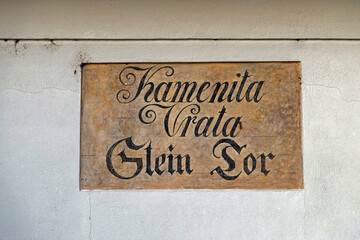 Kamenita
Vrata
Stein Tor